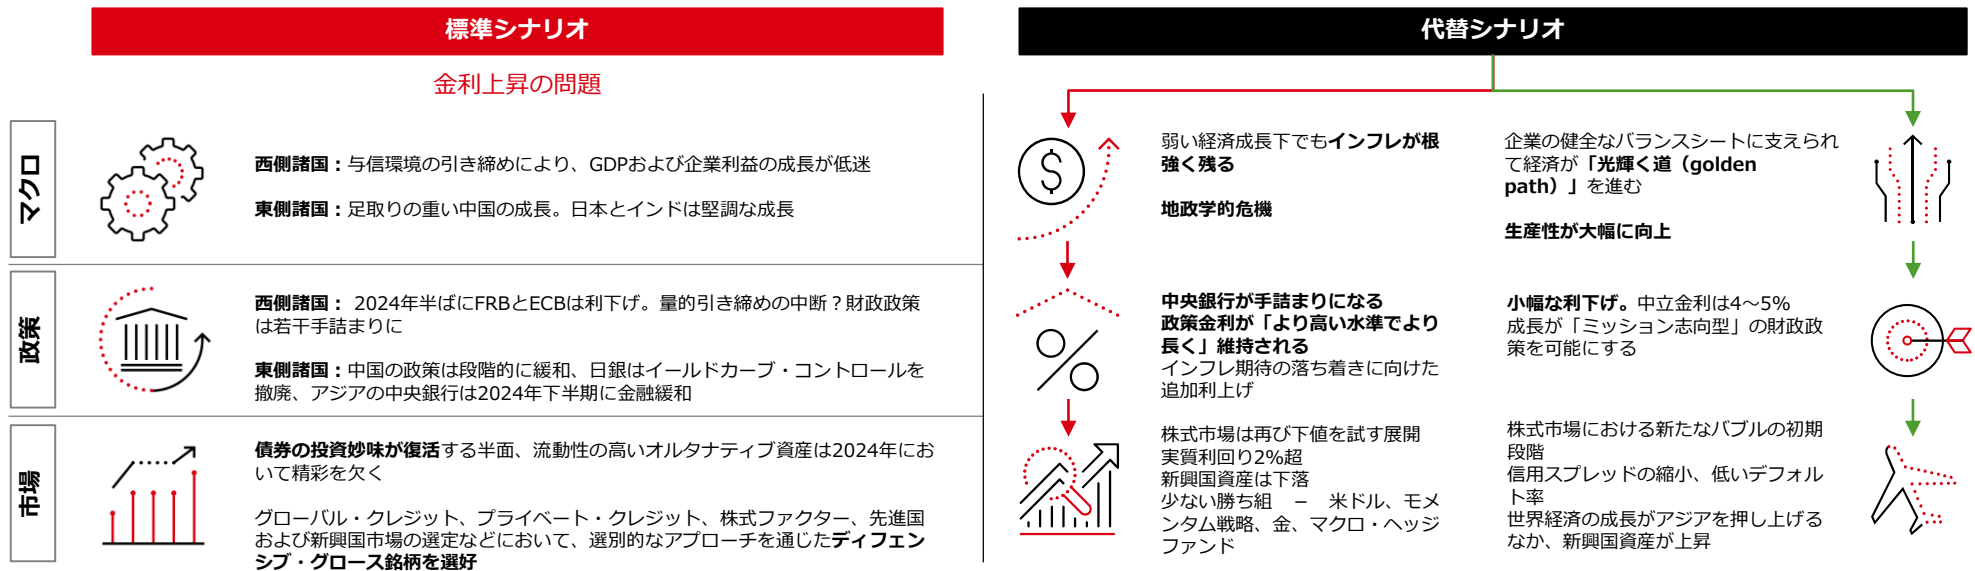 標準シナリオ
金利上昇の問題
マクロ
西側諸国：与信環境の引き締めにより、GDPおよび企業利益の成長が低迷
東側諸国：足取りの重い中国の成長。日本とインドは堅調な成長
政策
西側諸国： 2024年半ばにFRBとECBは利下げ。量的引き締めの中断？財政政策
は若干手詰まりに
東側諸国：中国の政策は段階的に緩和、日銀はイールドカーブ・コントロールを
撤廃、アジアの中央銀行は2024年下半期に金融緩和
市場
債券の投資妙味が復活する半面、流動性の高いオルタナティブ資産は2024年にお
いて精彩を欠く
グローバル・クレジット、プライベート・クレジット、株式ファクター、先進国
および新興国市場の選定などにおいて、選別的なアプローチを通じたディフェン
シブ・グロース銘柄を選好
代替シナリオ
弱い経済成長下でもインフレが根
強く残る
地政学的危機
中央銀行が手詰まりになる
政策金利が「より高い水準でより
長く」維持される
インフレ期待の落ち着きに向けた
追加利上げ
株式市場は再び下値を試す展開
実質利回り2%超
新興国資産は下落
少ない勝ち組　－　米ドル、モメ
ンタム戦略、金、マクロ・ヘッジ
ファンド
企業の健全なバランスシートに支えられ
て経済が「光輝く道（golden
path）」を進む
生産性が大幅に向上
小幅な利下げ。中立金利は4～5%
成長が「ミッション志向型」の財政政
策を可能にする
株式市場における新たなバブルの初期
段階
信用スプレッドの縮小、低いデフォル
ト率
世界経済の成長がアジアを押し上げる
なか、新興国資産が上昇